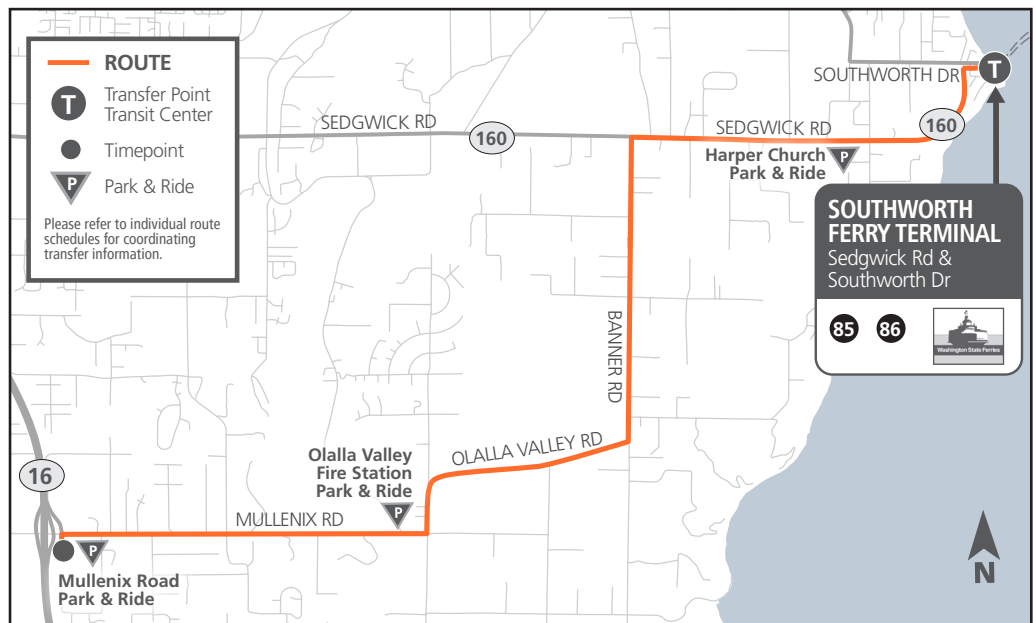 ROUTE
T
Transfer Point
Transit Center
Timepoint
P
Park & Ride
Please refer to individual route
schedules for coordinating
transfer information.
SEDGWICK RD
160
SEDGWICK RD
SOUTHWORTH DR
T
160
Harper Church
Park & Ride
P
SOUTHWORTH
FERRY TERMINAL
Sedgwick Rd &
Southworth Dr
85 86
Washington State Ferries
BANNER RD
OLALLA VALLEY RD
Olalla Valley
Fire Station
Park & Ride
P
MULLENIX RD
16
P
Mullenix Road
Park & Ride
N